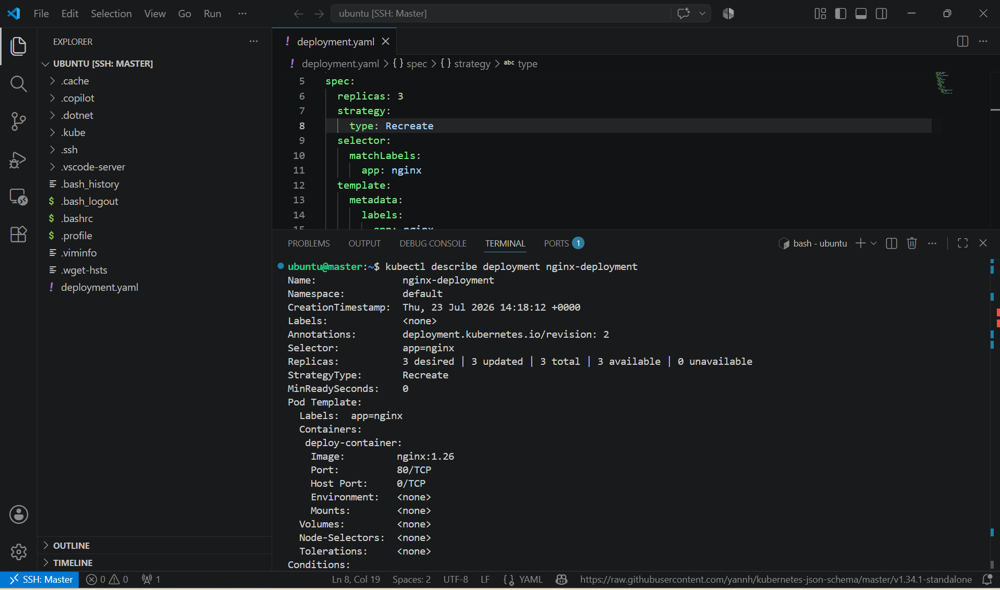 File Edit Selection View Go Run ···
ubuntu [SSH: Master]
EXPLORER
UBUNTU [SSH: MASTER]
.cache
.copilot
.dotnet
.kube
.ssh
.vscode-server
.bash_history
$ .bash_logout
$ .bashrc
$ .profile
.viminfo
.wget-hsts
! deployment.yaml
OUTLINE
TIMELINE
! deployment.yaml
! deployment.yaml > { } spec > { } strategy > abc type
5 spec:
6 replicas: 3
7 strategy:
8 type: Recreate
9 selector:
10 matchLabels:
11 app: nginx
12 template:
13 metadata:
14 labels:
15 app: nginx
PROBLEMS OUTPUT DEBUG CONSOLE TERMINAL PORTS 1
bash - ubuntu
ubuntu@master:~$ kubectl describe deployment nginx-deployment
Name: nginx-deployment
Namespace: default
CreationTimestamp: Thu, 23 Jul 2026 14:18:12 +0000
Labels: <none>
Annotations: deployment.kubernetes.io/revision: 2
Selector: app=nginx
Replicas: 3 desired | 3 updated | 3 total | 3 available | 0 unavailable
StrategyType: Recreate
MinReadySeconds: 0
Pod Template:
Labels: app=nginx
Containers:
deploy-container:
Image: nginx:1.26
Port: 80/TCP
Host Port: 0/TCP
Environment: <none>
Mounts: <none>
Volumes: <none>
Node-Selectors: <none>
Tolerations: <none>
Conditions:
SSH: Master 0 0 1 Ln 8, Col 19 Spaces: 2 UTF-8 LF YAML https://raw.githubusercontent.com/yannh/kubernetes-json-schema/master/v1.34.1-standalone